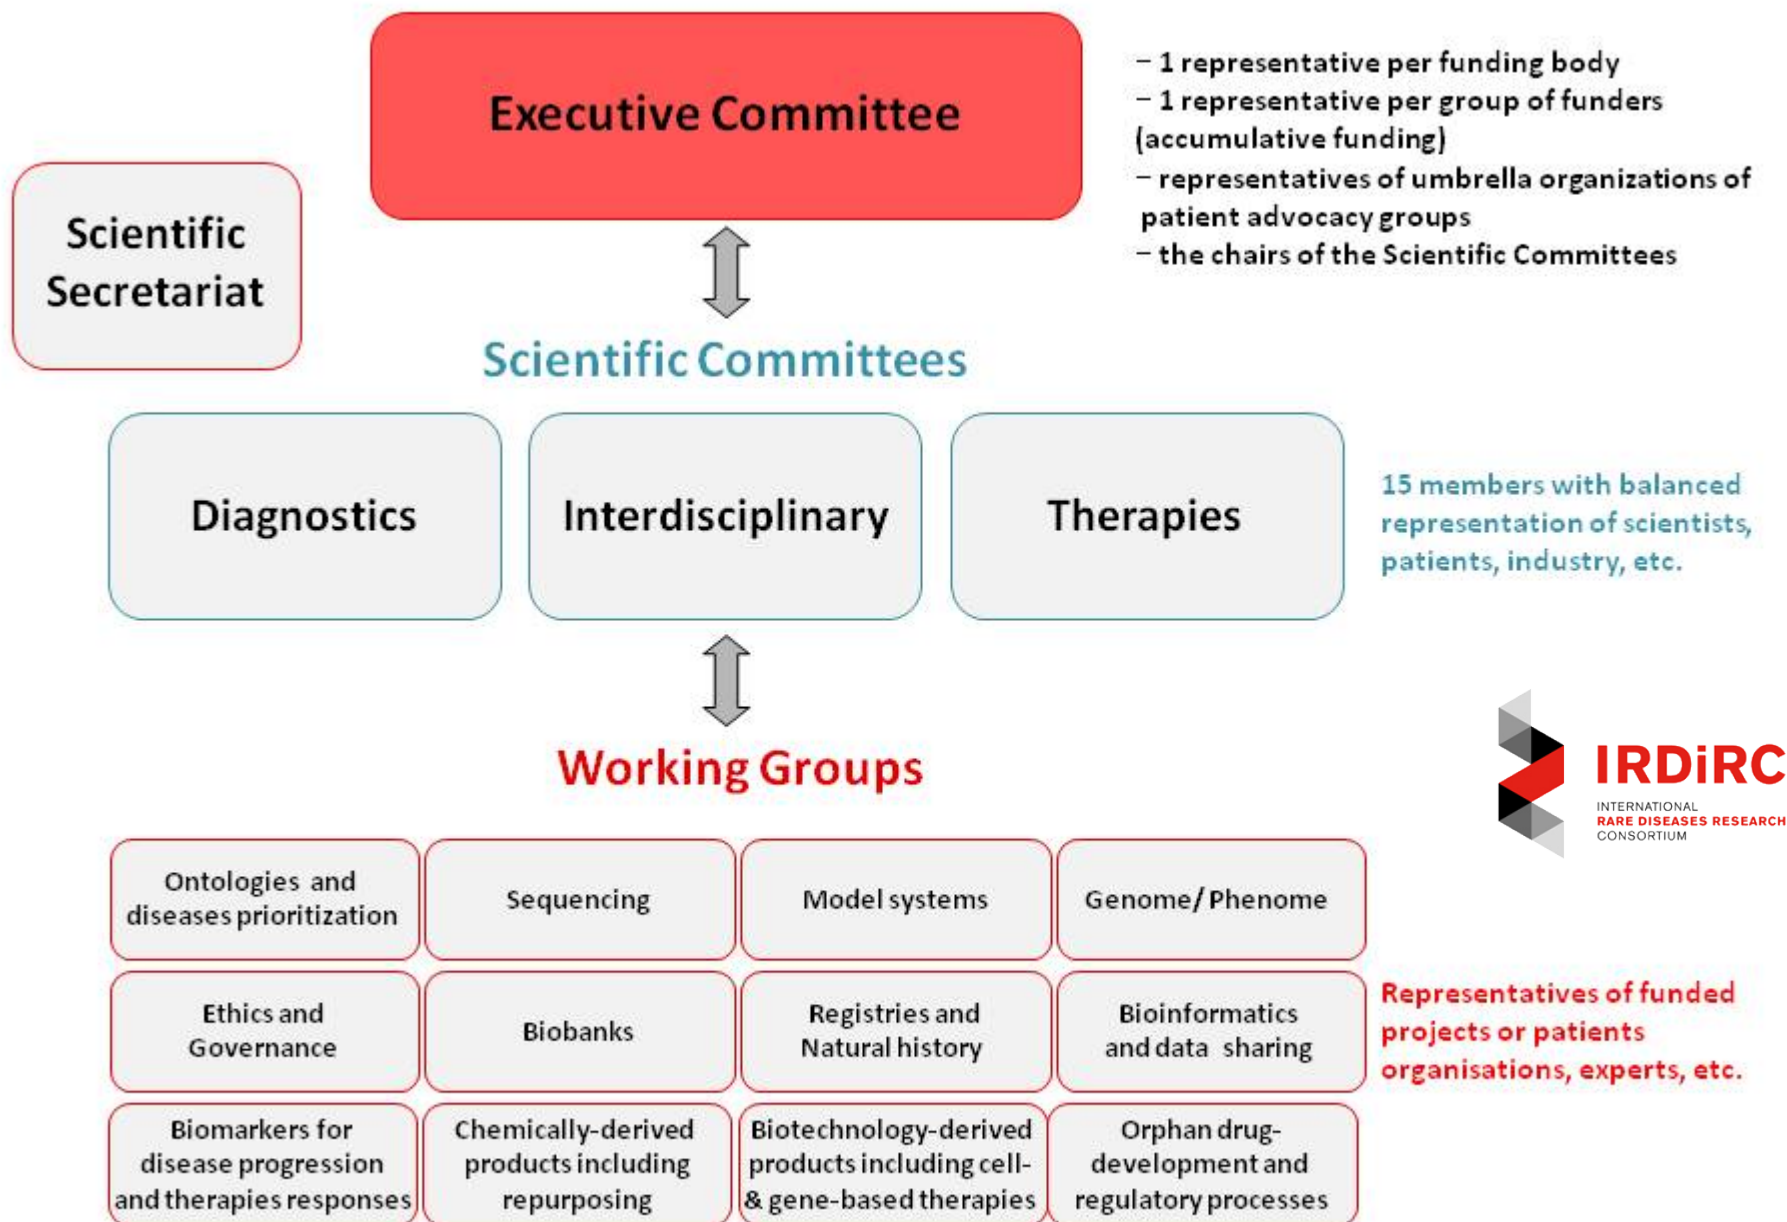 Executive Committee
– 1 representative per funding body
– 1 representative per group of funders
(accumulative funding)
– representatives of umbrella organizations of
patient advocacy groups
– the chairs of the Scientific Committees
Scientific
Secretariat
Scientific Committees
Diagnostics
Interdisciplinary
Therapies
15 members with balanced
representation of scientists,
patients, industry, etc.
Working Groups
IRDiRC
INTERNATIONAL
RARE DISEASES RESEARCH
CONSORTIUM
Ontologies and
diseases prioritization
Sequencing
Model systems
Genome/ Phenome
Ethics and
Governance
Biobanks
Registries and
Natural history
Bioinformatics
and data sharing
Representatives of funded
projects or patients
organisations, experts, etc.
Biomarkers for
disease progression
and therapies responses
Chemically-derived
products including
repurposing
Biotechnology-derived
products including cell-
& gene-based therapies
Orphan drug-
development and
regulatory processes